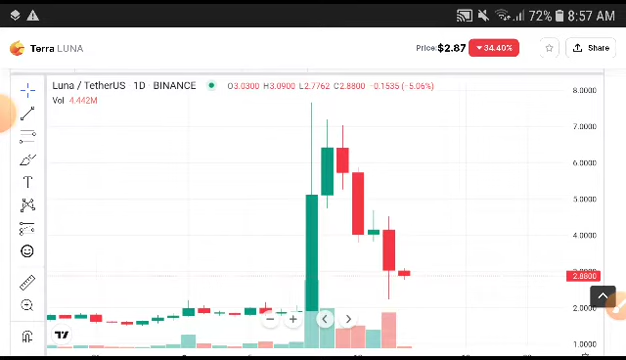 72% 8:57 AM
Terra LUNA
Price: $2.87 ▼34.40%
Share
Luna / TetherUS · 1D · BINANCE O3.0300 H3.0900 L2.7762 C2.8800 −0.1535 (−5.06%)
Vol 4.442M
8.0000
7.0000
6.0000
5.0000
4.0000
2.8800
2.0000
1.0000